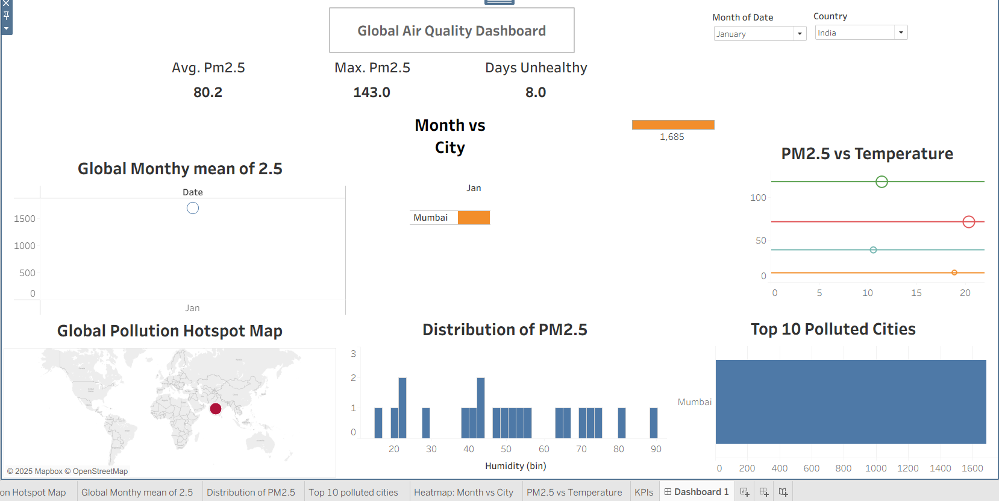 Global Air Quality Dashboard
Month of Date
January
Country
India
Avg. Pm2.5
80.2
Max. Pm2.5
143.0
Days Unhealthy
8.0
Month vs
City
1,685
Jan
Mumbai
Global Monthy mean of 2.5
Date
1500
1000
500
0
Jan
PM2.5 vs Temperature
100
50
0
0 5 10 15 20
Global Pollution Hotspot Map
© 2025 Mapbox © OpenStreetMap
Distribution of PM2.5
3
2
1
0
20 30 40 50 60 70 80 90
Humidity (bin)
Top 10 Polluted Cities
Mumbai
0 200 400 600 800 1000 1200 1400 1600
on Hotspot Map
Global Monthy mean of 2.5
Distribution of PM2.5
Top 10 polluted cities
Heatmap: Month vs City
PM2.5 vs Temperature
KPIs
Dashboard 1